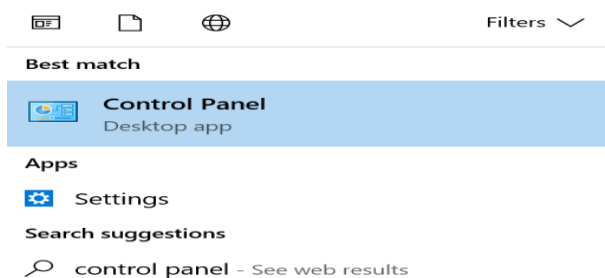 Filters
Best match
Control Panel
Desktop app
Apps
Settings
Search suggestions
control panel - See web results